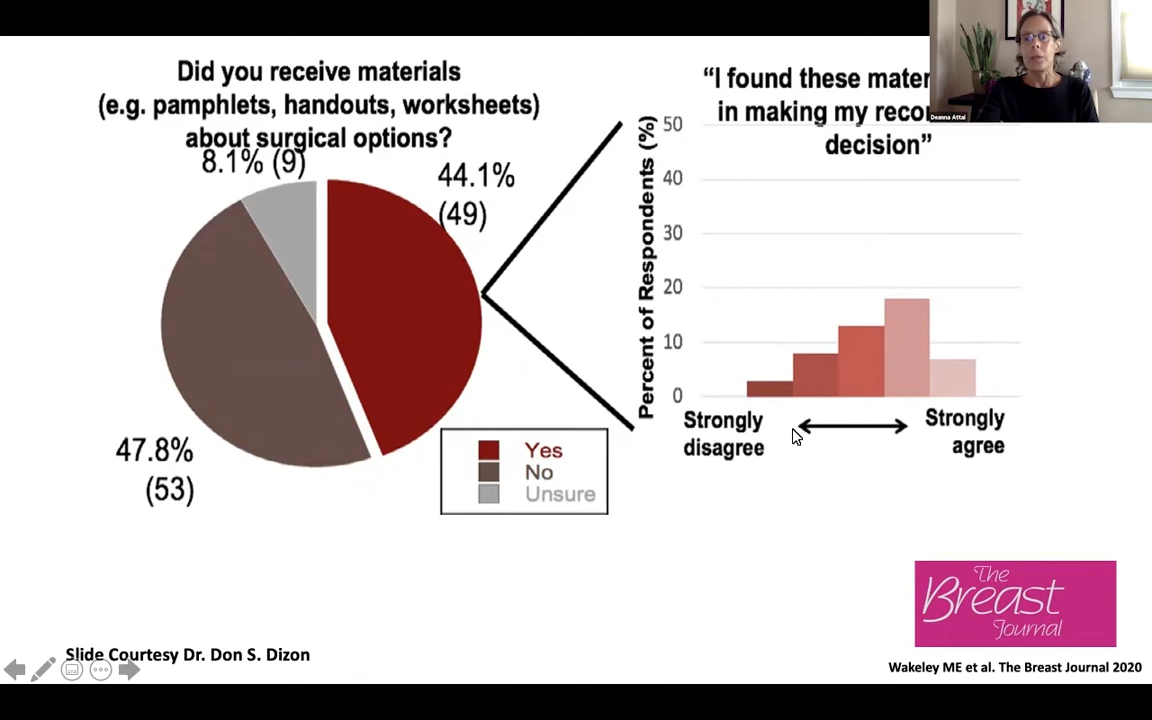 Did you receive materials
(e.g. pamphlets, handouts, worksheets)
about surgical options?
8.1% (9)
44.1%
(49)
47.8%
(53)
Yes
No
Unsure
“I found these mater
in making my reco
decision”
Percent of Respondents (%)
50
40
30
20
10
0
Strongly
disagree
Strongly
agree
Deanna Attai
The
Breast
Journal
Slide Courtesy Dr. Don S. Dizon
Wakeley ME et al. The Breast Journal 2020